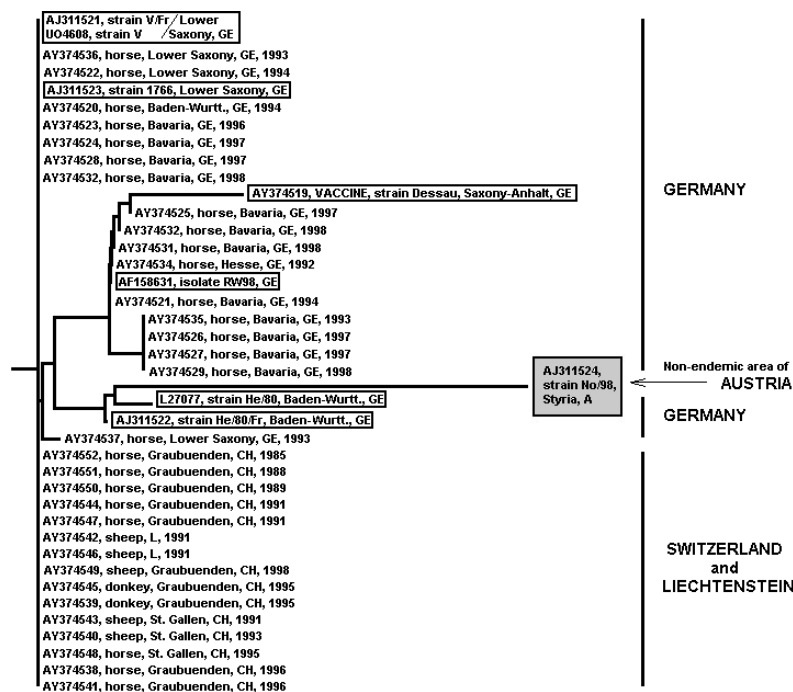 AJ311521, strain V/Fr / Lower
UO4608, strain V / Saxony, GE
AY374536, horse, Lower Saxony, GE, 1993
AY374522, horse, Lower Saxony, GE, 1994
AJ311523, strain 1766, Lower Saxony, GE
AY374520, horse, Baden-Wurtt., GE, 1994
AY374523, horse, Bavaria, GE, 1996
AY374524, horse, Bavaria, GE, 1997
AY374528, horse, Bavaria, GE, 1997
AY374532, horse, Bavaria, GE, 1998
AY374519, VACCINE, strain Dessau, Saxony-Anhalt, GE
GERMANY
AY374525, horse, Bavaria, GE, 1997
AY374532, horse, Bavaria, GE, 1998
AY374531, horse, Bavaria, GE, 1998
AY374534, horse, Hesse, GE, 1992
AF158631, isolate RW98, GE
AY374521, horse, Bavaria, GE, 1994
AY374535, horse, Bavaria, GE, 1993
AY374526, horse, Bavaria, GE, 1997
AY374527, horse, Bavaria, GE, 1997
AY374529, horse, Bavaria, GE, 1998
AJ311524,
strain No/98,
Styria, A
Non-endemic area of
AUSTRIA
L27077, strain He/80, Baden-Wurtt., GE
AJ311522, strain He/80/Fr, Baden-Wurtt., GE
GERMANY
AY374537, horse, Lower Saxony, GE, 1993
AY374552, horse, Graubuenden, CH, 1985
AY374551, horse, Graubuenden, CH, 1988
AY374550, horse, Graubuenden, CH, 1989
AY374544, horse, Graubuenden, CH, 1991
AY374547, horse, Graubuenden, CH, 1991
AY374542, sheep, L, 1991
AY374546, sheep, L, 1991
AY374549, sheep, Graubuenden, CH, 1998
AY374545, donkey, Graubuenden, CH, 1995
AY374539, donkey, Graubuenden, CH, 1995
AY374543, sheep, St. Gallen, CH, 1991
AY374540, sheep, St. Gallen, CH, 1993
AY374548, horse, St. Gallen, CH, 1995
AY374538, horse, Graubuenden, CH, 1996
AY374541, horse, Graubuenden, CH, 1996
SWITZERLAND
and
LIECHTENSTEIN